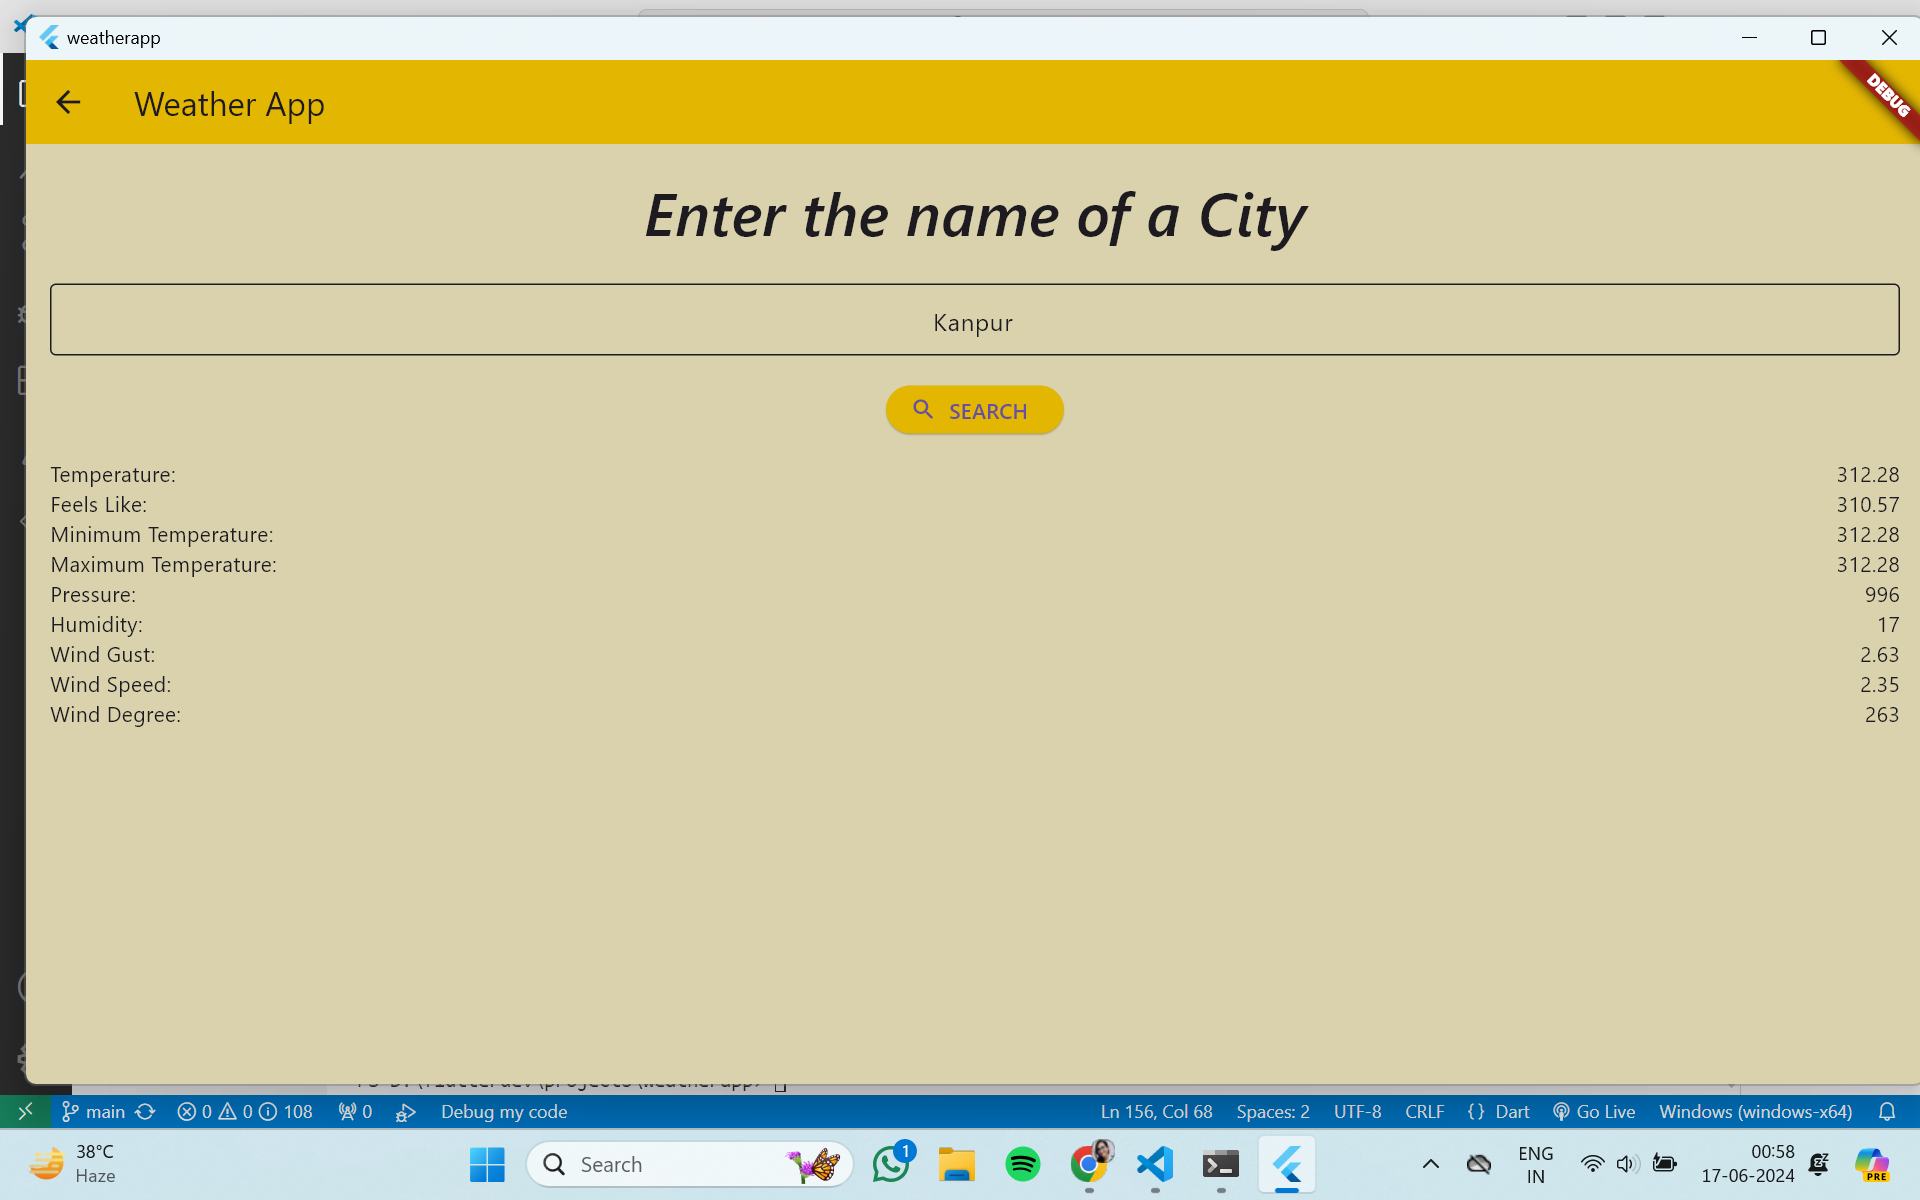 weatherapp
Weather App
DEBUG
Enter the name of a City
Kanpur
SEARCH
Temperature: 312.28
Feels Like: 310.57
Minimum Temperature: 312.28
Maximum Temperature: 312.28
Pressure: 996
Humidity: 17
Wind Gust: 2.63
Wind Speed: 2.35
Wind Degree: 263
main 0 0 108 0 Debug my code Ln 156, Col 68 Spaces: 2 UTF-8 CRLF {} Dart Go Live Windows (windows-x64)
38°C
Haze
Search
1
ENG
IN
00:58
17-06-2024
PRE